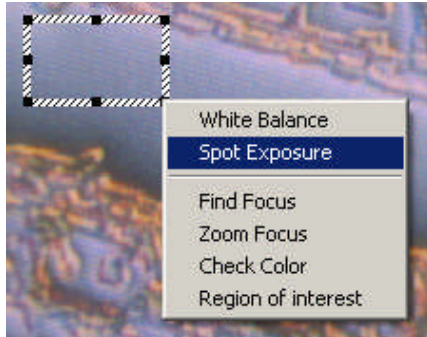 White Balance
Spot Exposure
Find Focus
Zoom Focus
Check Color
Region of interest